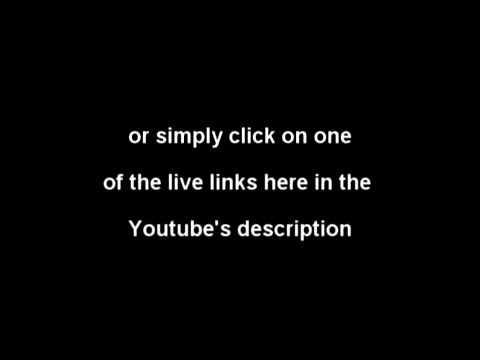 or simply click on one
of the live links here in the
Youtube's description